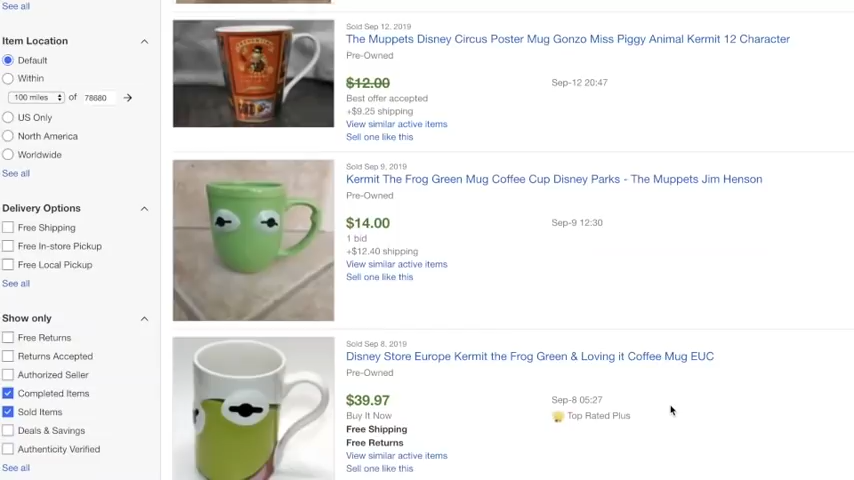 See all
Item Location
Default
Within
100 miles of 78680
US Only
North America
Worldwide
See all
Delivery Options
Free Shipping
Free In-store Pickup
Free Local Pickup
See all
Show only
Free Returns
Returns Accepted
Authorized Seller
Completed Items
Sold Items
Deals & Savings
Authenticity Verified
See all
Sold Sep 12, 2019
The Muppets Disney Circus Poster Mug Gonzo Miss Piggy Animal Kermit 12 Character
Pre-Owned
$12.00
Sep-12 20:47
Best offer accepted
+$9.25 shipping
View similar active items
Sell one like this
Sold Sep 9, 2019
Kermit The Frog Green Mug Coffee Cup Disney Parks - The Muppets Jim Henson
Pre-Owned
$14.00
Sep-9 12:30
1 bid
+$12.40 shipping
View similar active items
Sell one like this
Sold Sep 8, 2019
Disney Store Europe Kermit the Frog Green & Loving it Coffee Mug EUC
Pre-Owned
$39.97
Sep-8 05:27
Buy It Now
Top Rated Plus
Free Shipping
Free Returns
View similar active items
Sell one like this